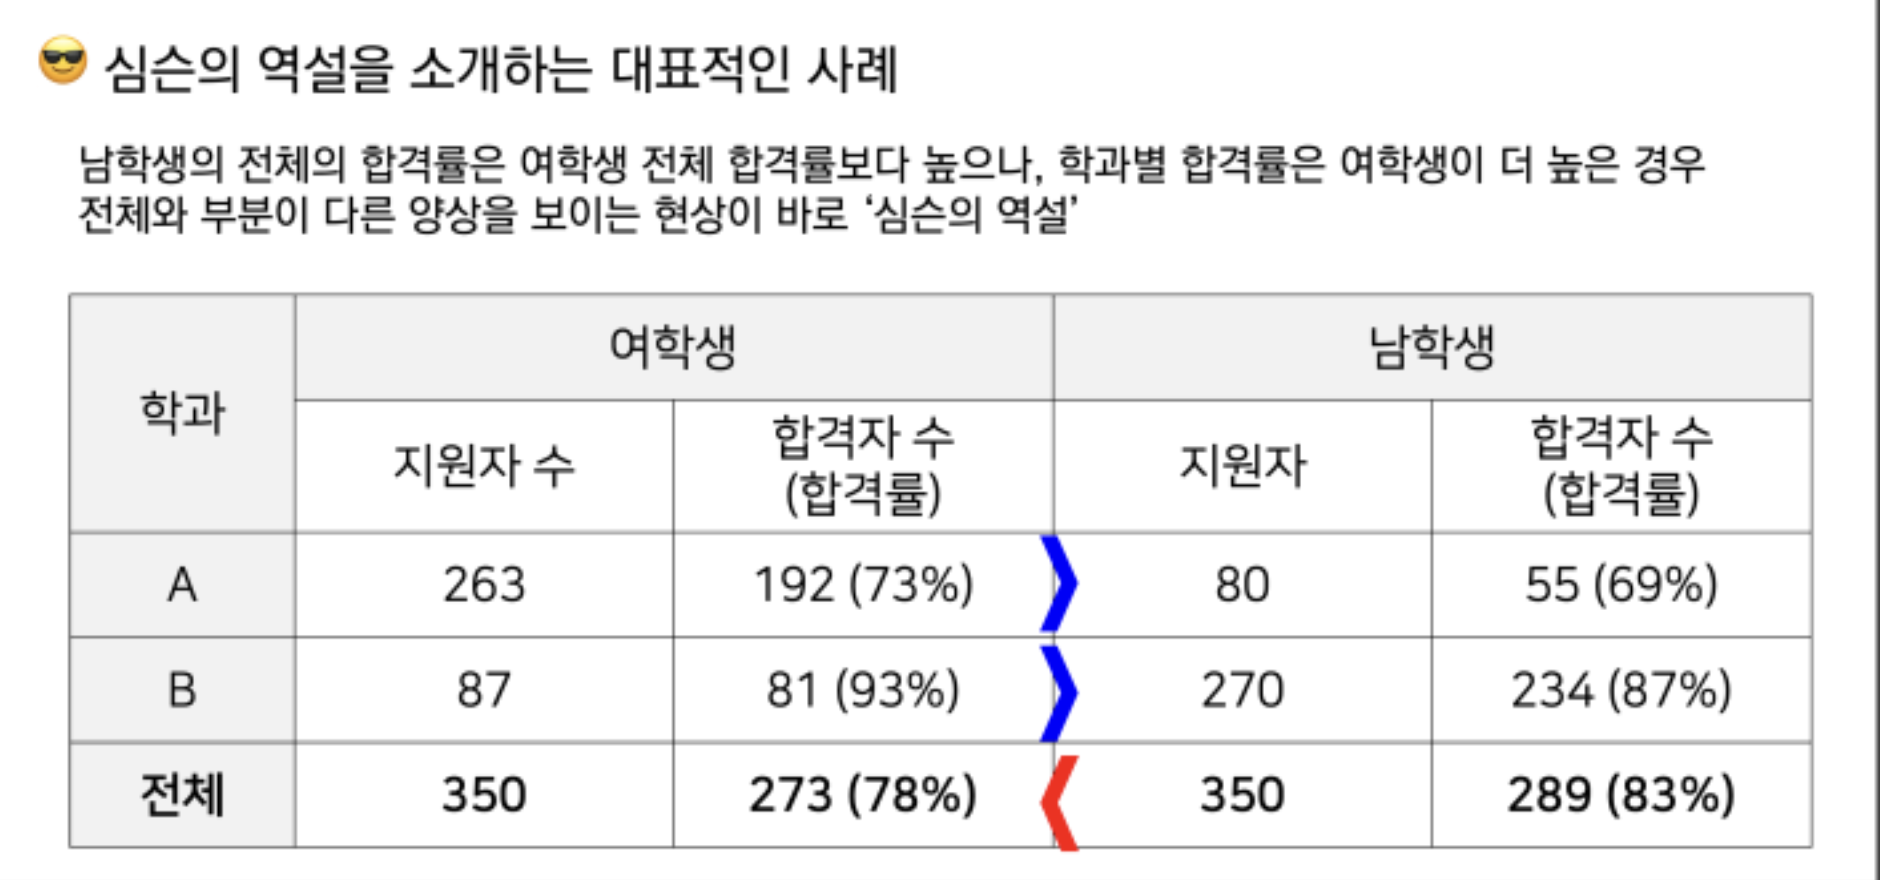 😎 심슨의 역설을 소개하는 대표적인 사례
남학생의 전체의 합격률은 여학생 전체 합격률보다 높으나, 학과별 합격률은 여학생이 더 높은 경우
전체와 부분이 다른 양상을 보이는 현상이 바로 ‘심슨의 역설’
학과 여학생 남학생
지원자 수 합격자 수 (합격률) 지원자 합격자 수 (합격률)
A 263 192 (73%) 80 55 (69%)
B 87 81 (93%) 270 234 (87%)
전체 350 273 (78%) 350 289 (83%)